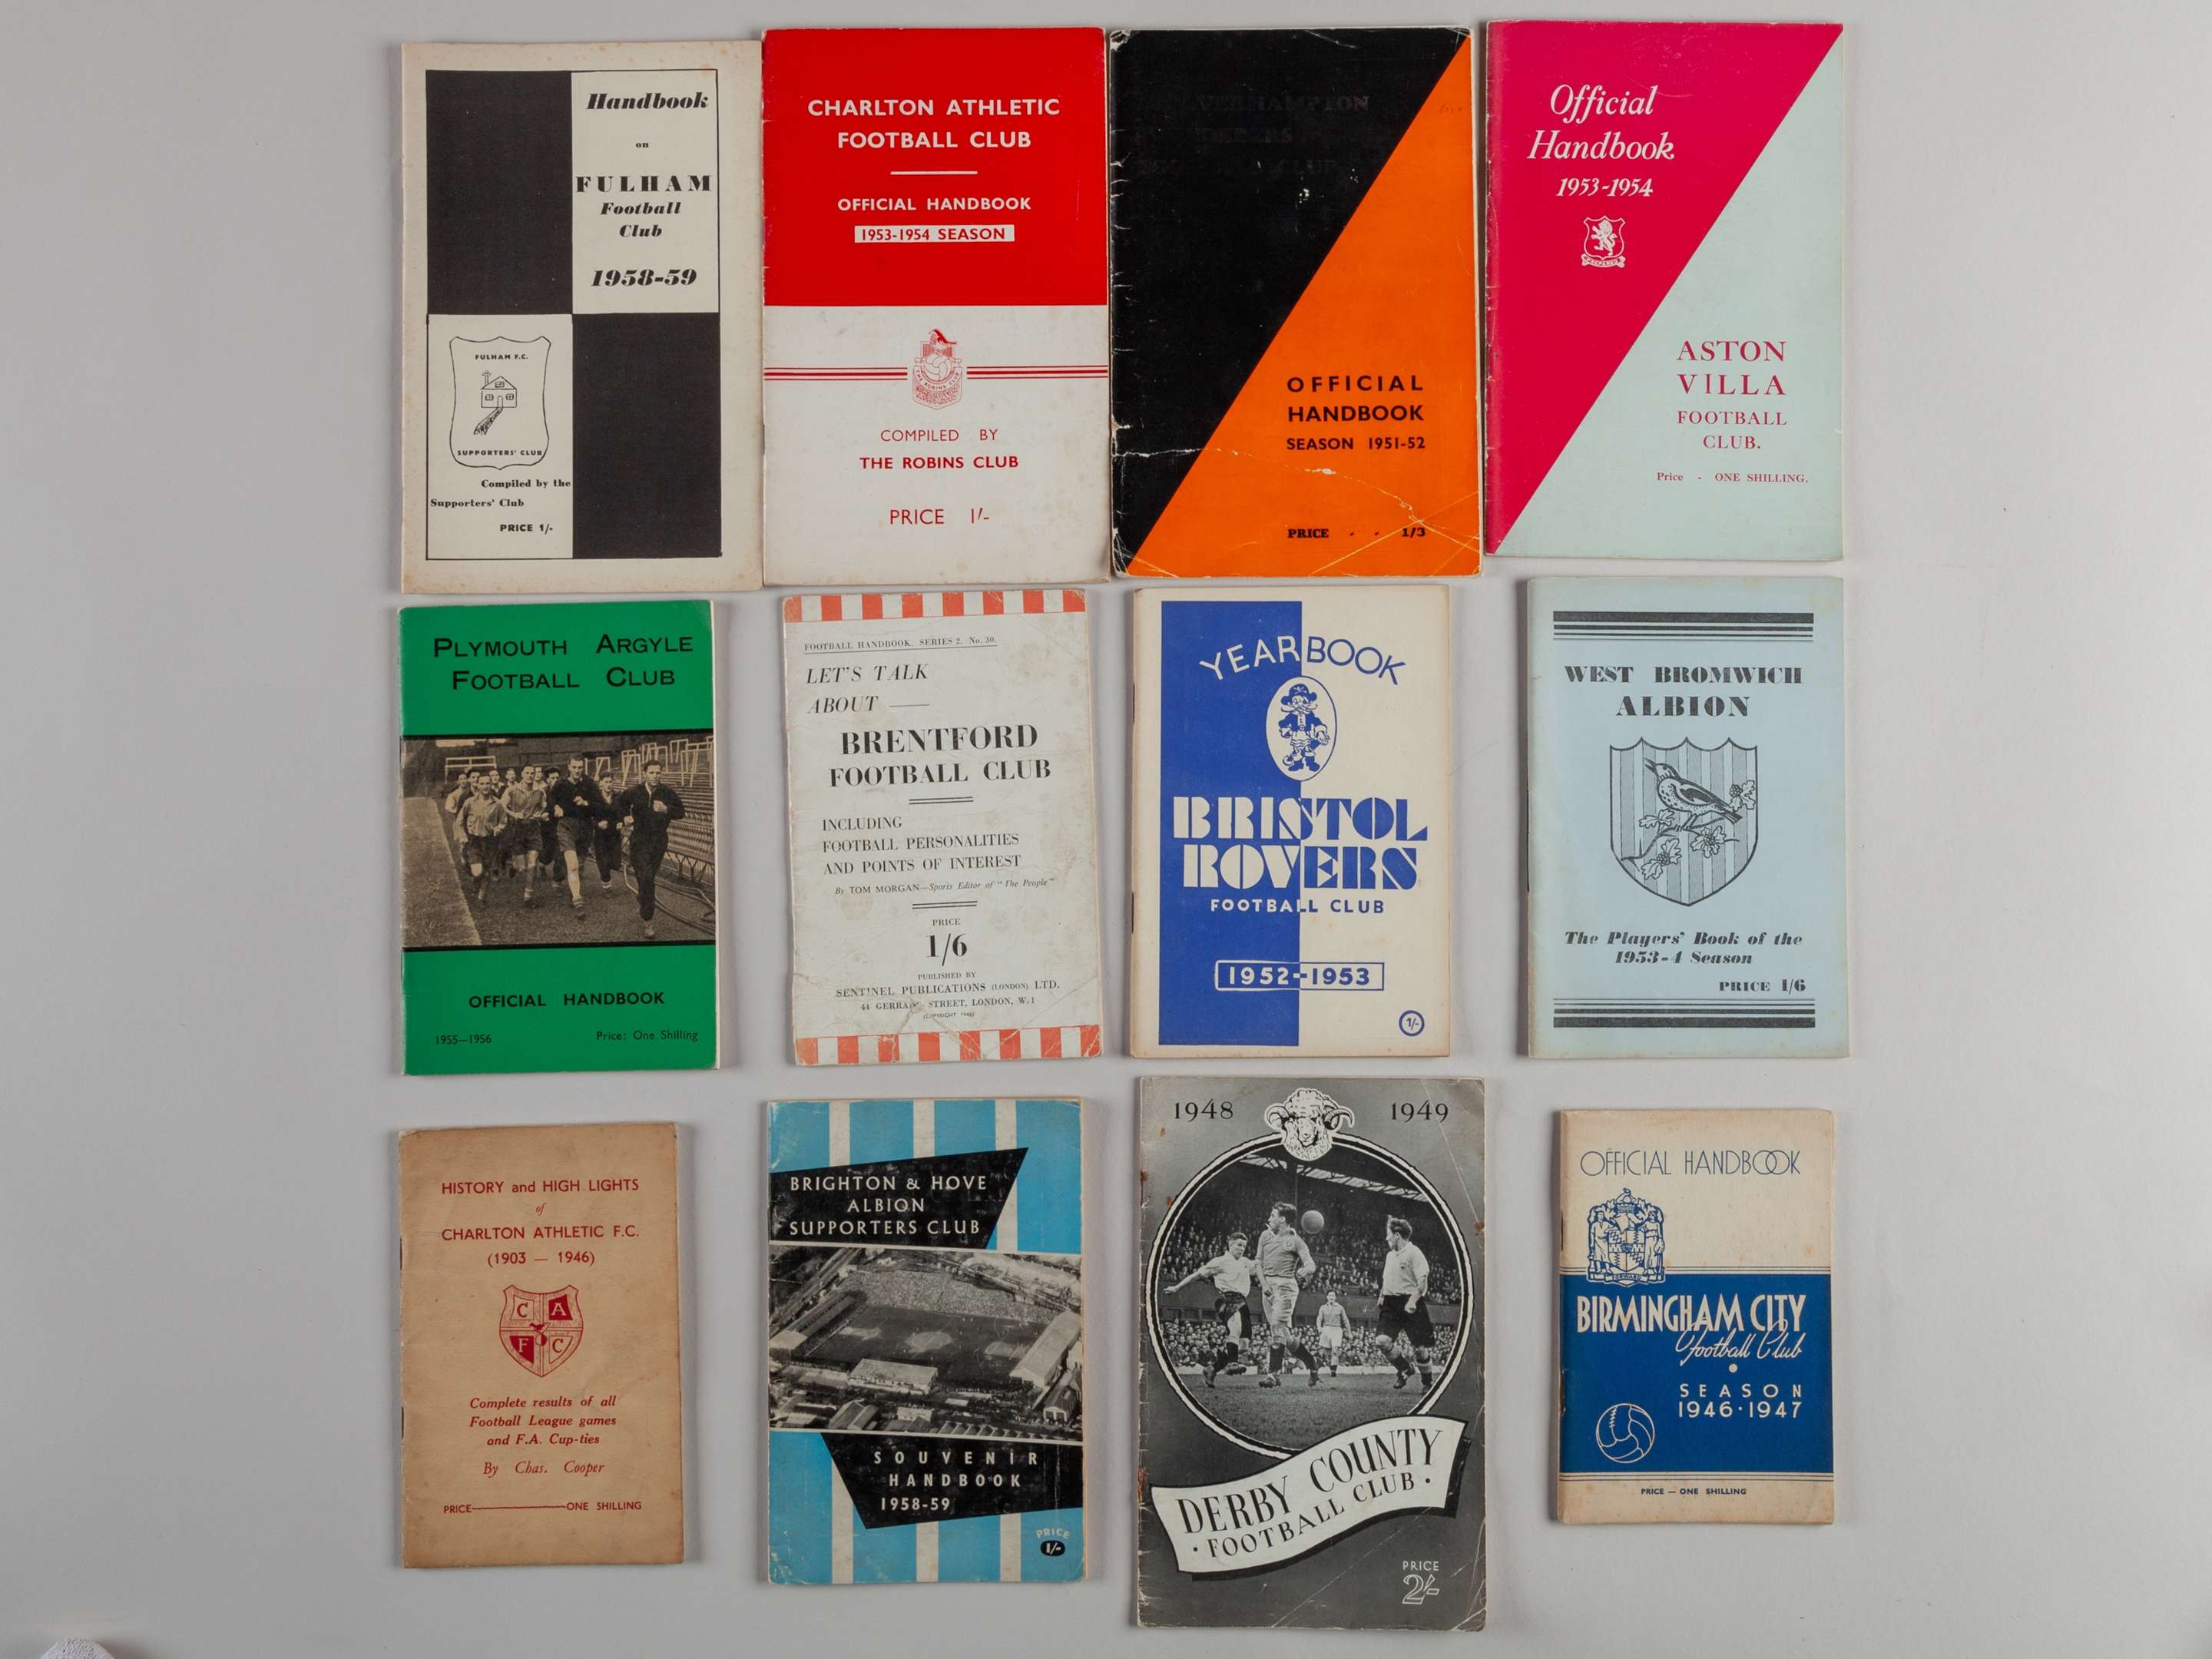 Handbook
on
FULHAM
Football
Club
1958-59
FULHAM F.C.
SUPPORTERS' CLUB
Compiled by the
Supporters' Club
PRICE 1/-
CHARLTON ATHLETIC
FOOTBALL CLUB
OFFICIAL HANDBOOK
1953-1954 SEASON
THE ROBINS CLUB
COMPILED BY
THE ROBINS CLUB
PRICE 1/-
OFFICIAL
HANDBOOK
SEASON 1951-52
PRICE - - 1/3
Official
Handbook
1953-1954
PREPARED
ASTON
VILLA
FOOTBALL
CLUB.
Price - ONE SHILLING.
PLYMOUTH ARGYLE
FOOTBALL CLUB
OFFICIAL HANDBOOK
1955—1956 Price: One Shilling
FOOTBALL HANDBOOK. SERIES 2. No. 30.
LET'S TALK
ABOUT —
BRENTFORD
FOOTBALL CLUB
INCLUDING
FOOTBALL PERSONALITIES
AND POINTS OF INTEREST
By TOM MORGAN—Sports Editor of "The People"
PRICE
1/6
PUBLISHED BY
SENTINEL PUBLICATIONS (LONDON) LTD.
44 STREET, LONDON, W.1
YEARBOOK
BRISTOL
ROVERS
FOOTBALL CLUB
1952-1953
1/-
WEST BROMWICH
ALBION
The Players' Book of the
1953-4 Season
PRICE 1/6
HISTORY and HIGH LIGHTS
of
CHARLTON ATHLETIC F.C.
(1903 — 1946)
C A
F C
Complete results of all
Football League games
and F.A. Cup-ties
By Chas. Cooper
PRICE———ONE SHILLING
BRIGHTON & HOVE
ALBION
SUPPORTERS CLUB
SOUVENIR
HANDBOOK
1958-59
PRICE
1/-
1948 1949
DERBY COUNTY
· FOOTBALL CLUB ·
PRICE
2/-
OFFICIAL HANDBOOK
FORWARD
BIRMINGHAM CITY
Football Club
SEASON
1946·1947
PRICE — ONE SHILLING